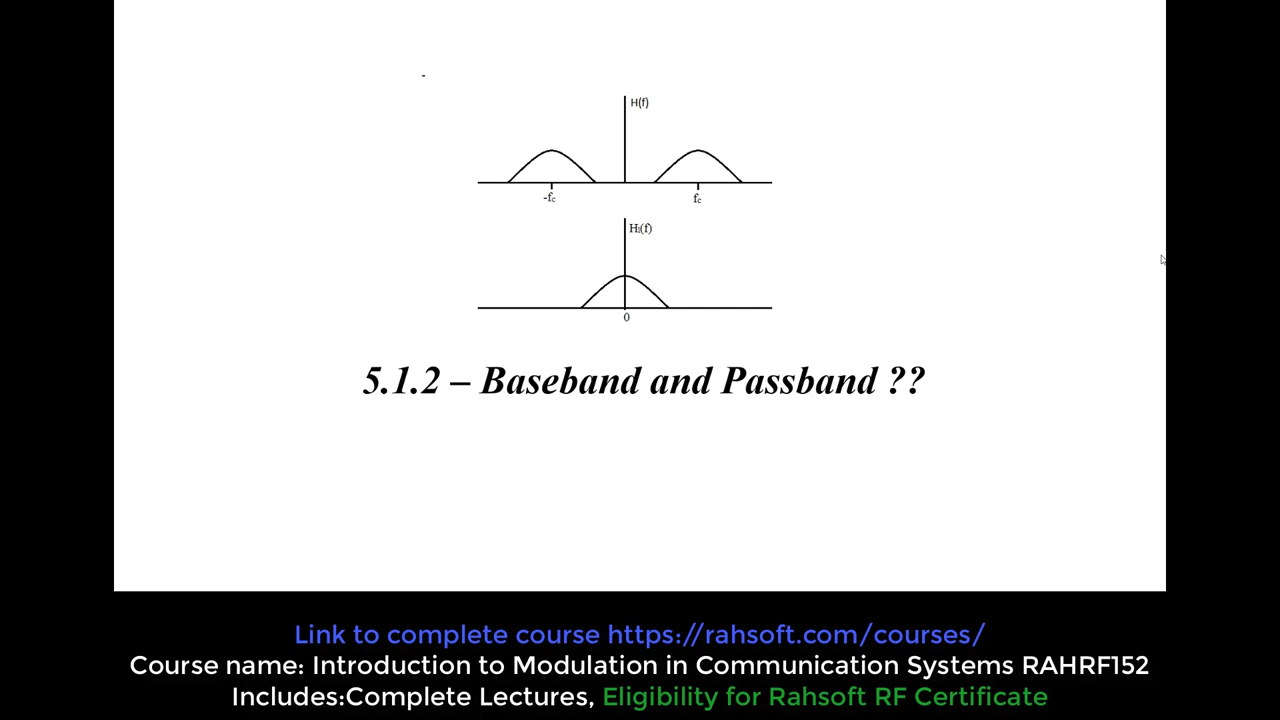 H(f)
-fc
fc
Hₗ(f)
0
5.1.2 – Baseband and Passband ??
Link to complete course https://rahsoft.com/courses/
Course name: Introduction to Modulation in Communication Systems RAHRF152
Includes:Complete Lectures, Eligibility for Rahsoft RF Certificate